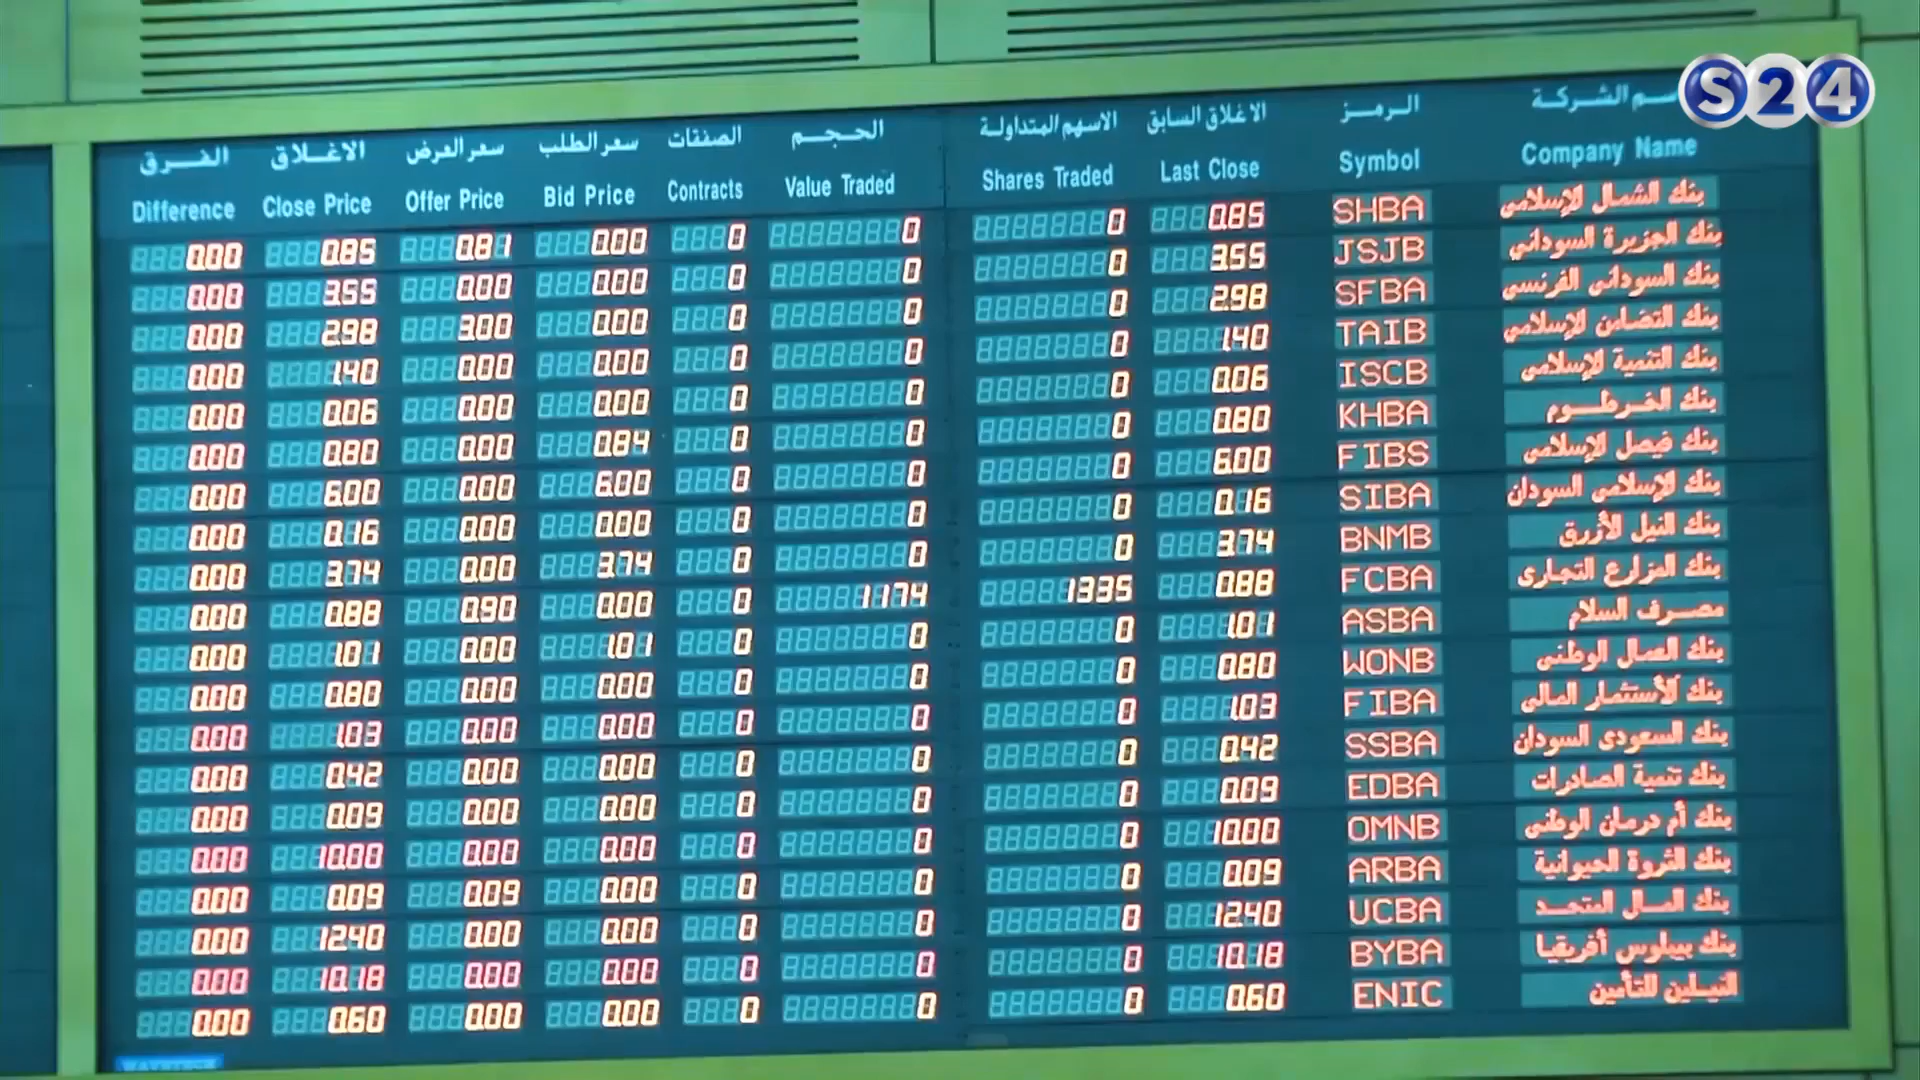 اسم الشركة الرمز الاغلاق السابق الاسهم المتداولة الحجم الصفقات سعر الطلب سعر العرض الاغلاق الفرق
Difference Close Price Offer Price Bid Price Contracts Value Traded Shares Traded Last Close Symbol Company Name
0.00 0.85 0.81 0.00 0 0 0 0.85 SHBA بنك الشمال الإسلامى
0.00 3.55 0.00 0.00 0 0 0 3.55 JSJB بنك الجزيرة السوداني
0.00 2.98 3.00 0.00 0 0 0 2.98 SFBA بنك السودانى الفرنسى
0.00 1.40 0.00 0.00 0 0 0 1.40 TAIB بنك التضامن الإسلامي
0.00 0.06 0.00 0.00 0 0 0 0.06 ISCB بنك التنمية الإسلامى
0.00 0.80 0.00 0.84 0 0 0 0.80 KHBA بنك الخرطوم
0.00 6.00 0.00 6.00 0 0 0 6.00 FIBS بنك فيصل الإسلامى
0.00 0.16 0.00 0.00 0 0 0 0.16 SIBA بنك الإسلامى السودان
0.00 3.74 0.00 3.74 0 0 0 3.74 BNMB بنك النيل الأزرق
0.00 0.88 0.90 0.00 0 1174 1335 0.88 FCBA بنك المزارع التجارى
0.00 1.01 0.00 1.01 0 0 0 1.01 ASBA مصرف السلام
0.00 0.80 0.00 0.00 0 0 0 0.80 WONB بنك العمال الوطنى
0.00 1.03 0.00 0.00 0 0 0 1.03 FIBA بنك الأستثمار المالى
0.00 0.42 0.00 0.00 0 0 0 0.42 SSBA بنك السعودى السودان
0.00 0.09 0.00 0.00 0 0 0 0.09 EDBA بنك تنمية الصادرات
0.00 10.00 0.00 0.00 0 0 0 10.00 OMNB بنك أم درمان الوطنى
0.00 0.09 0.09 0.00 0 0 0 0.09 ARBA بنك الثروة الحيوانية
0.00 12.40 0.00 0.00 0 0 0 12.40 UCBA بنك المال المتحد
0.00 10.18 0.00 0.00 0 0 0 10.18 BYBA بنك بيبلوس أفريقيا
0.00 0.60 0.00 0.00 0 0 0 0.60 ENIC النيلين للتأمين
S24